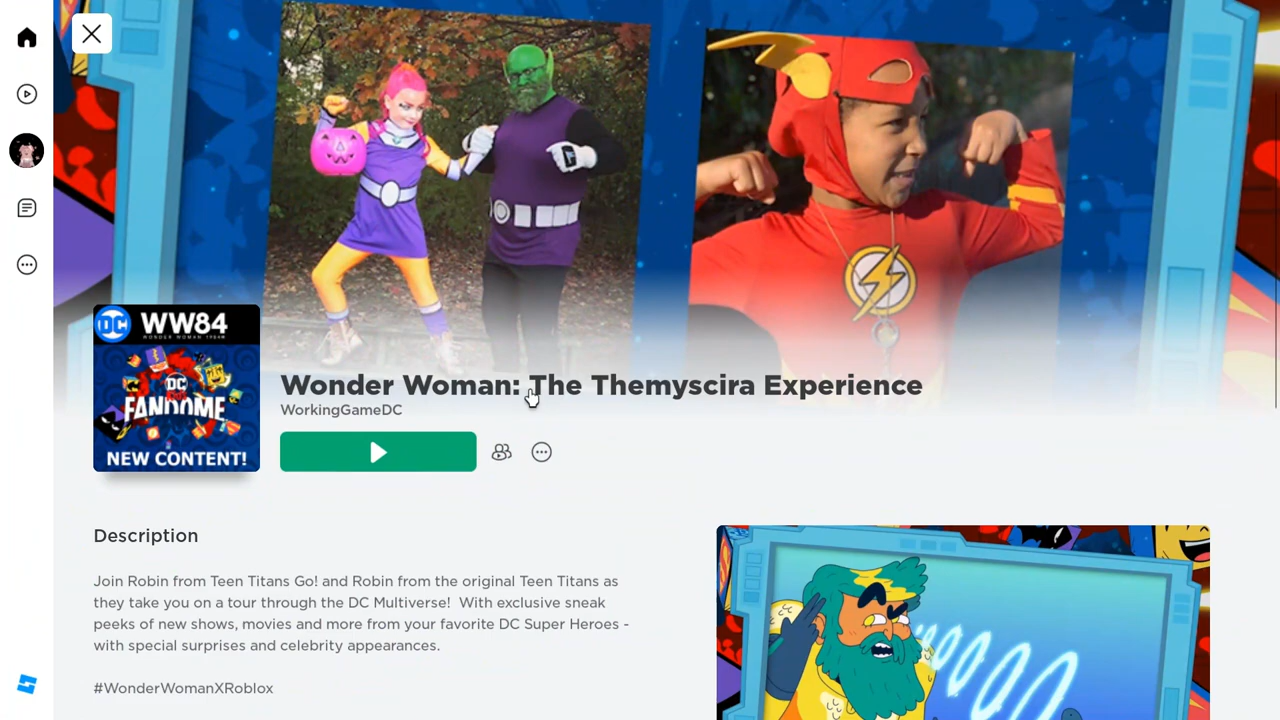 DC WW84
WONDER WOMAN 1984
DC
FANDOME
NEW CONTENT!
Wonder Woman: The Themyscira Experience
WorkingGameDC
Description
Join Robin from Teen Titans Go! and Robin from the original Teen Titans as
they take you on a tour through the DC Multiverse!  With exclusive sneak
peeks of new shows, movies and more from your favorite DC Super Heroes -
with special surprises and celebrity appearances.
#WonderWomanXRoblox